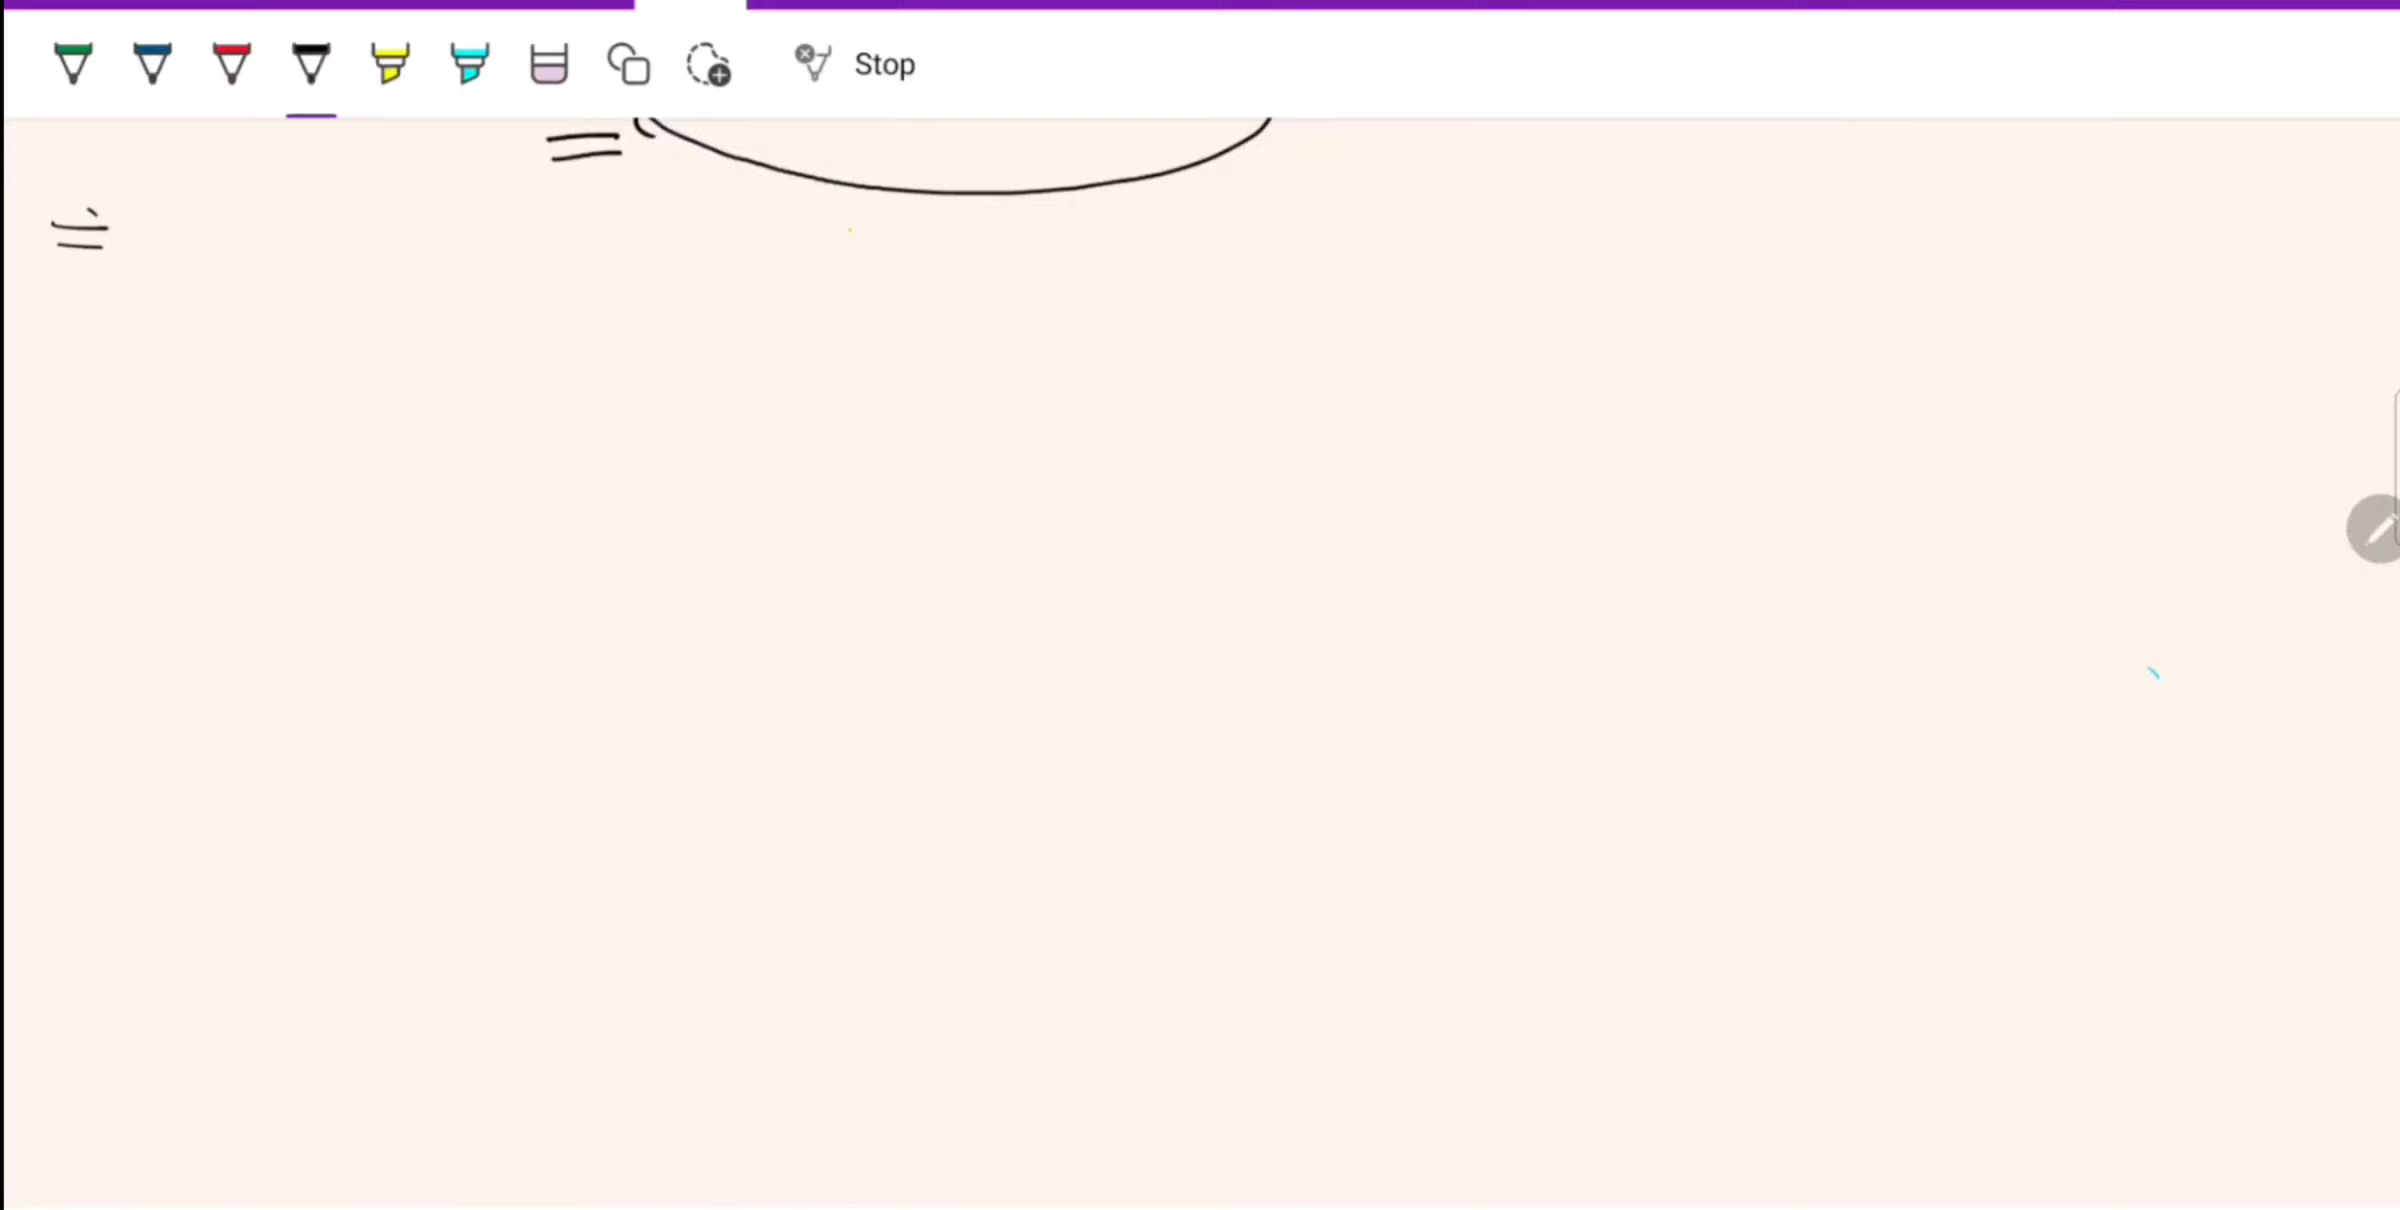 Stop
=
=